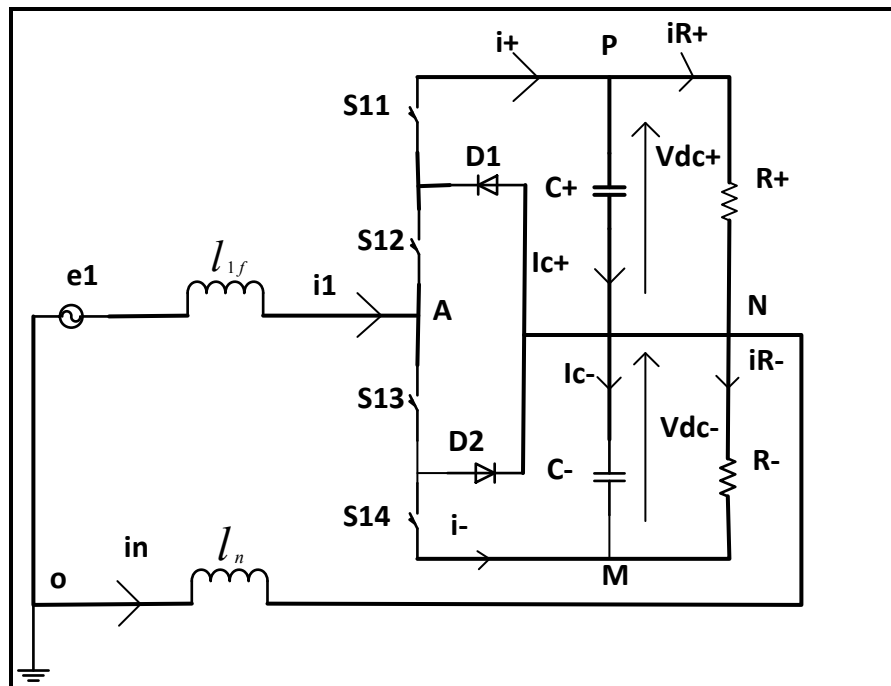 i+
P
iR+
S11
D1
C+
Vdc+
R+
S12
Ic+
l1f
e1
i1
A
N
S13
Ic-
iR-
D2
Vdc-
C-
R-
S14
i-
in
ln
o
M